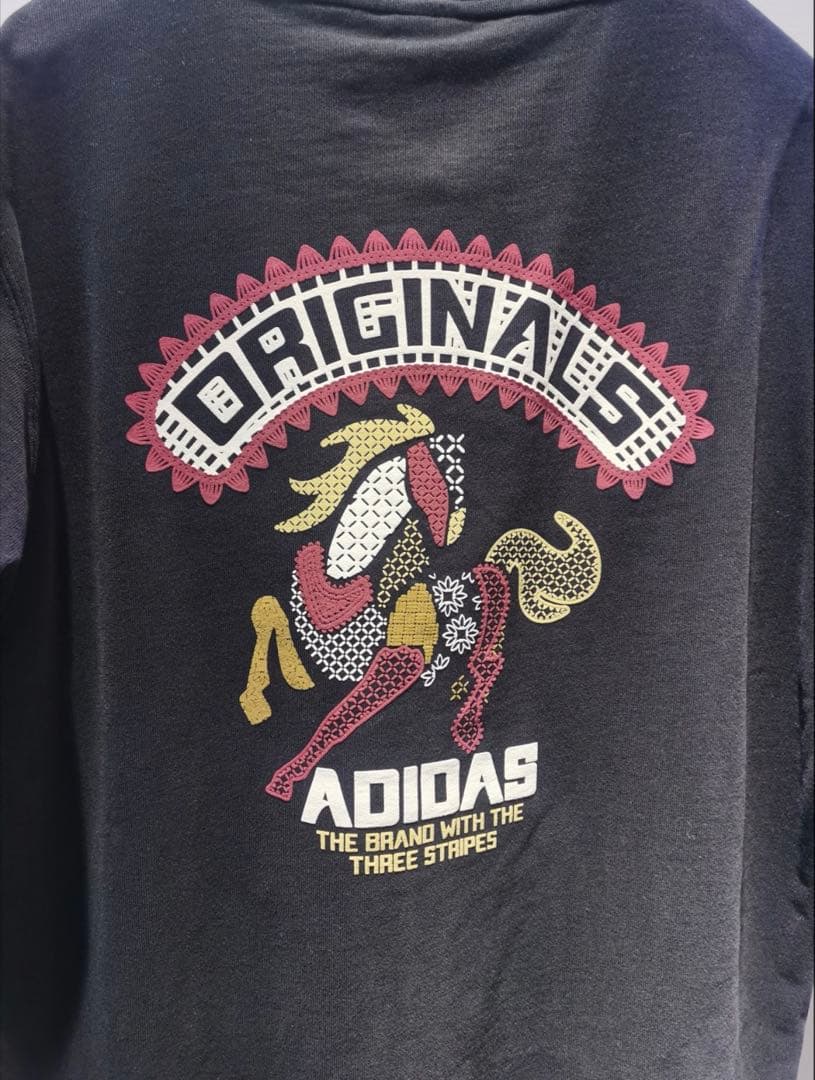 ORIGINALS
ADIDAS
THE BRAND WITH THE
THREE STRIPES